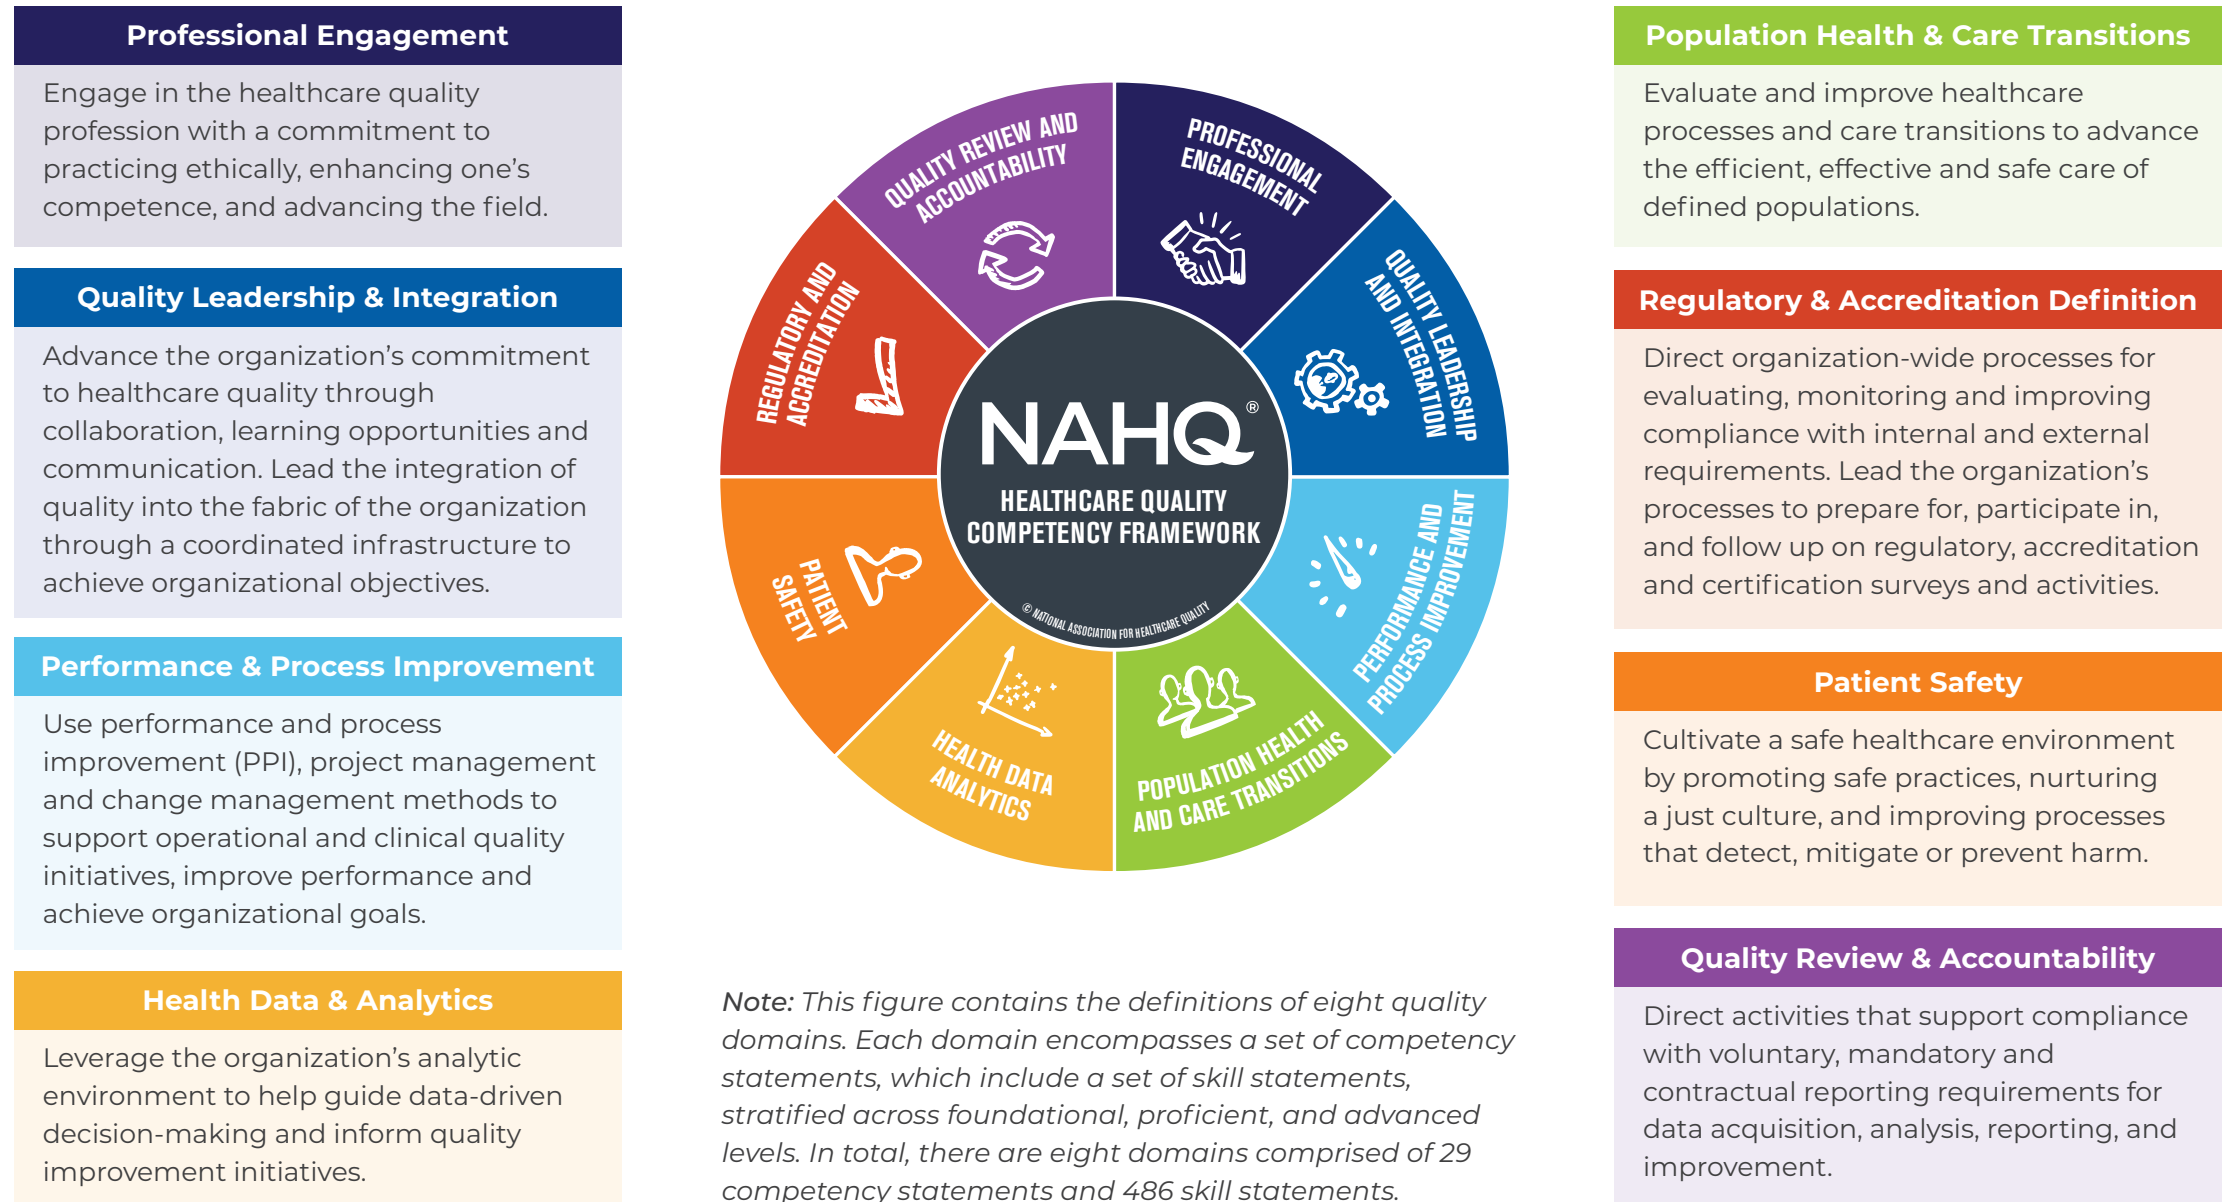 Professional Engagement
Engage in the healthcare quality
profession with a commitment to
practicing ethically, enhancing one’s
competence, and advancing the field.
Quality Leadership & Integration
Advance the organization’s commitment
to healthcare quality through
collaboration, learning opportunities and
communication. Lead the integration of
quality into the fabric of the organization
through a coordinated infrastructure to
achieve organizational objectives.
Performance & Process Improvement
Use performance and process
improvement (PPI), project management
and change management methods to
support operational and clinical quality
initiatives, improve performance and
achieve organizational goals.
Health Data & Analytics
Leverage the organization’s analytic
environment to help guide data-driven
decision-making and inform quality
improvement initiatives.
PROFESSIONAL
ENGAGEMENT
QUALITY LEADERSHIP
AND INTEGRATION
PERFORMANCE AND
PROCESS IMPROVEMENT
POPULATION HEALTH
AND CARE TRANSITIONS
HEALTH DATA
ANALYTICS
PATIENT
SAFETY
REGULATORY AND
ACCREDITATION
QUALITY REVIEW AND
ACCOUNTABILITY
NAHQ®
HEALTHCARE QUALITY
COMPETENCY FRAMEWORK
© NATIONAL ASSOCIATION FOR HEALTHCARE QUALITY
Note: This figure contains the definitions of eight quality
domains. Each domain encompasses a set of competency
statements, which include a set of skill statements,
stratified across foundational, proficient, and advanced
levels. In total, there are eight domains comprised of 29
competency statements and 486 skill statements.
Population Health & Care Transitions
Evaluate and improve healthcare
processes and care transitions to advance
the efficient, effective and safe care of
defined populations.
Regulatory & Accreditation Definition
Direct organization-wide processes for
evaluating, monitoring and improving
compliance with internal and external
requirements. Lead the organization’s
processes to prepare for, participate in,
and follow up on regulatory, accreditation
and certification surveys and activities.
Patient Safety
Cultivate a safe healthcare environment
by promoting safe practices, nurturing
a just culture, and improving processes
that detect, mitigate or prevent harm.
Quality Review & Accountability
Direct activities that support compliance
with voluntary, mandatory and
contractual reporting requirements for
data acquisition, analysis, reporting, and
improvement.